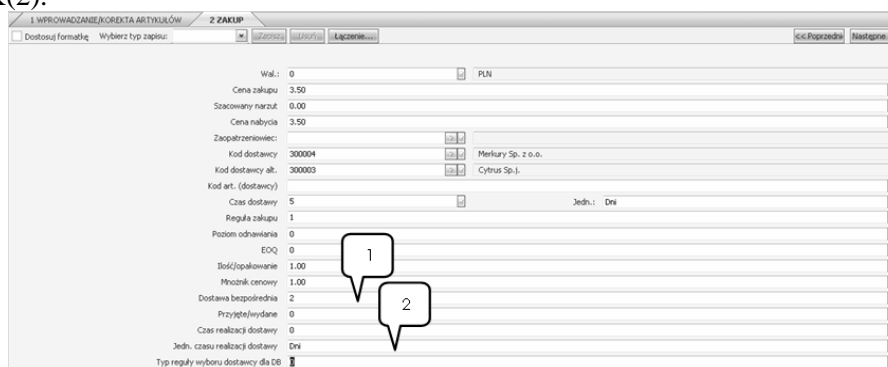 K(2).
1 WPROWADZANIE/KOREKTA ARTYKUŁÓW 2 ZAKUP
Dostosuj formatkę Wybierz typ zapisu: Zapisz Usuń Łączenie.... << Poprzedni Następne
Wal.: 0 PLN
Cena zakupu 3.50
Szacowany narzut 0.00
Cena nabycia 3.50
Zaopatrzeniowiec:
Kod dostawcy 300004 Merkury Sp. z o.o.
Kod dostawcy alt. 300003 Cytrus Sp.j.
Kod art. (dostawcy)
Czas dostawy 5 Jedn.: Dni
Reguła zakupu 1
Poziom odnawiania 0
EOQ 0
1
Ilość/opakowanie 1.00
Mnożnik cenowy 1.00
Dostawa bezpośrednia 2
2
Przyjęte/wydane 0
Czas realizacji dostawy 0
Jedn. czasu realizacji dostawy Dni
Typ reguły wyboru dostawcy dla DB 0